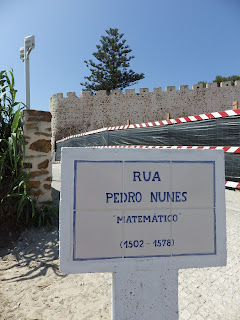 RUA
PEDRO NUNES
"MATEMÁTICO"
(1502 - 1578)